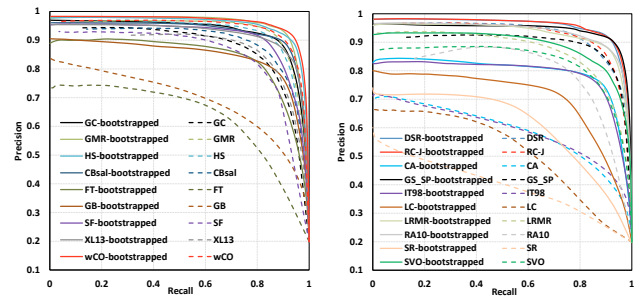 1
0.9
0.8
0.7
0.6
0.5
0.4
0.3
0.2
0.1
Precision
0
0.2
0.4
0.6
0.8
1
Recall
GC-bootstrapped
GC
GMR-bootstrapped
GMR
HS-bootstrapped
HS
CBsal-bootstrapped
CBsal
FT-bootstrapped
FT
GB-bootstrapped
GB
SF-bootstrapped
SF
XL13-bootstrapped
XL13
wCO-bootstrapped
wCO
1
0.9
0.8
0.7
0.6
0.5
0.4
0.3
0.2
0.1
Precision
0
0.2
0.4
0.6
0.8
1
Recall
DSR-bootstrapped
DSR
RC-J-bootstrapped
RC-J
CA-bootstrapped
CA
GS_SP-bootstrapped
GS_SP
IT98-bootstrapped
IT98
LC-bootstrapped
LC
LRMR-bootstrapped
LRMR
RA10-bootstrapped
RA10
SR-bootstrapped
SR
SVO-bootstrapped
SVO